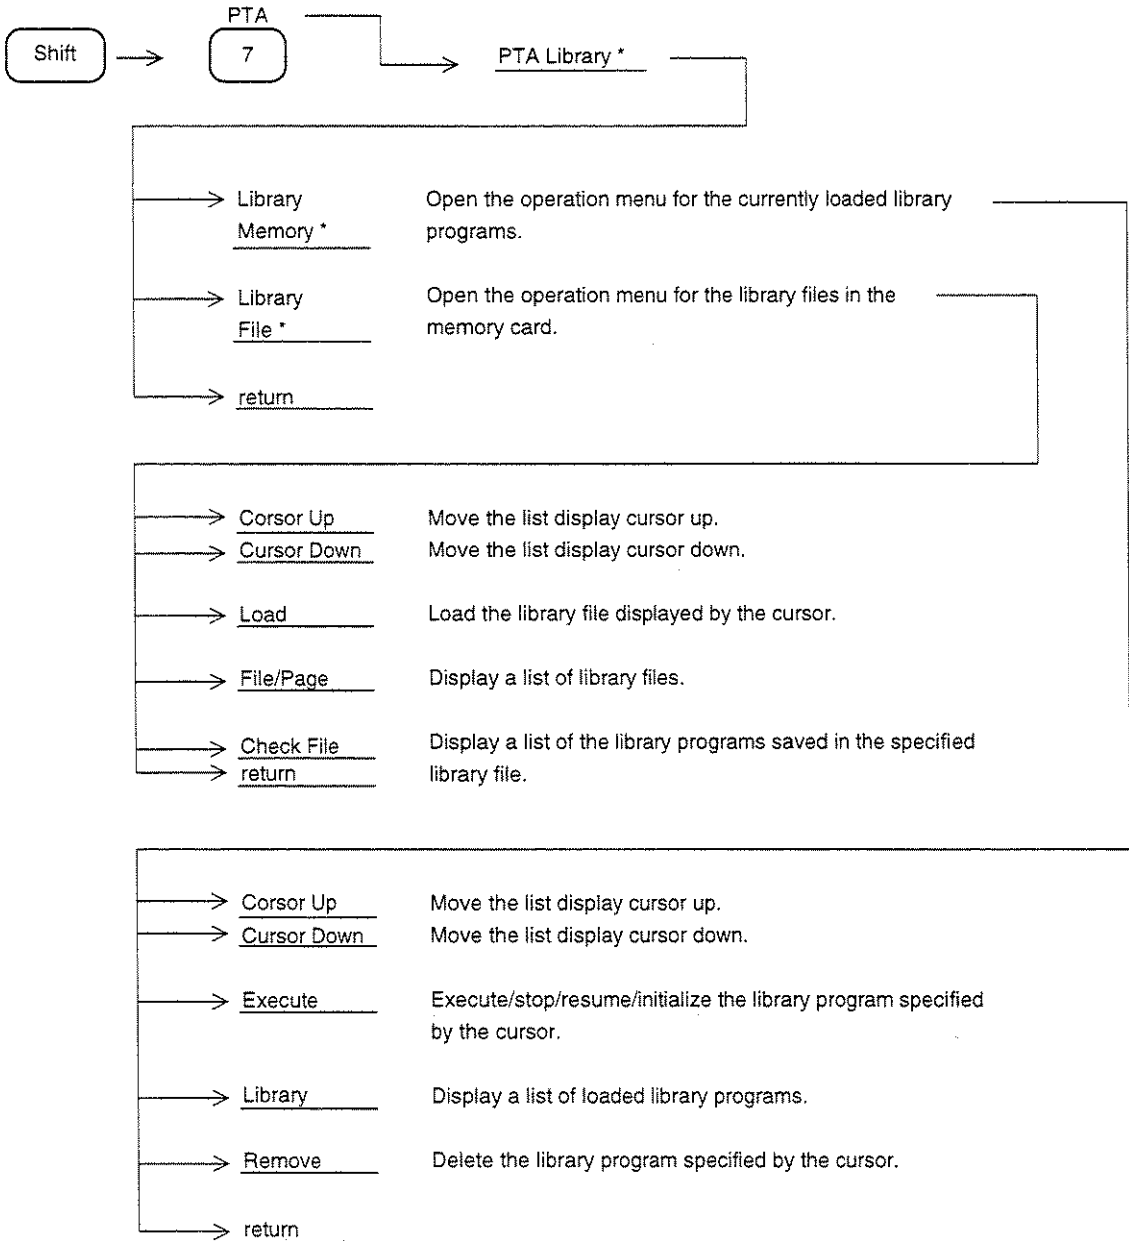 PTA
Shift 7 PTA Library *
Library Open the operation menu for the currently loaded library
Memory * programs.
Library Open the operation menu for the library files in the
File * memory card.
return
Corsor Up Move the list display cursor up.
Cursor Down Move the list display cursor down.
Load Load the library file displayed by the cursor.
File/Page Display a list of library files.
Check File Display a list of the library programs saved in the specified
return library file.
Corsor Up Move the list display cursor up.
Cursor Down Move the list display cursor down.
Execute Execute/stop/resume/initialize the library program specified
by the cursor.
Library Display a list of loaded library programs.
Remove Delete the library program specified by the cursor.
return